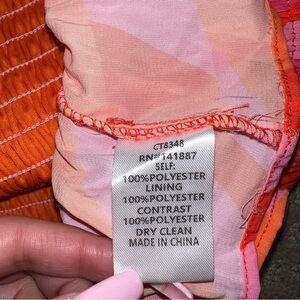 CT8348
RN#141887
SELF:
100%POLYESTER
LINING
100%POLYESTER
CONTRAST
100%POLYESTER
DRY CLEAN
MADE IN CHINA